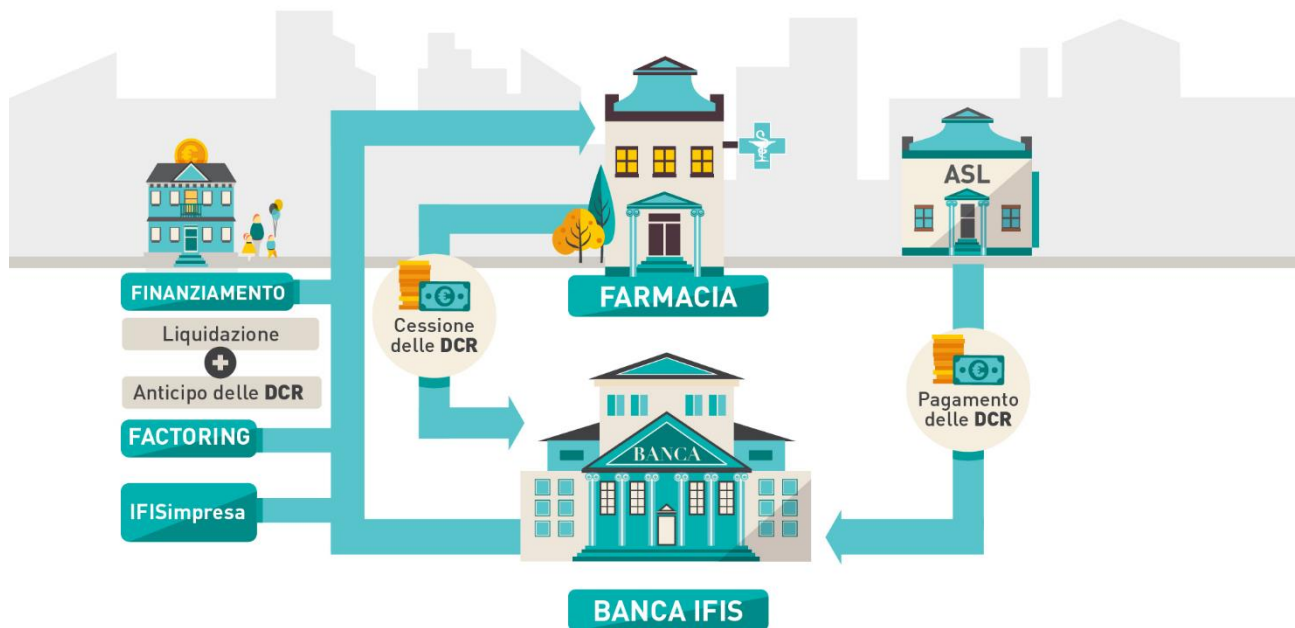 ASL
FINANZIAMENTO
Liquidazione
+
Anticipo delle DCR
FACTORING
IFISimpresa
Cessione
delle DCR
FARMACIA
Pagamento
delle DCR
BANCA
BANCA IFIS